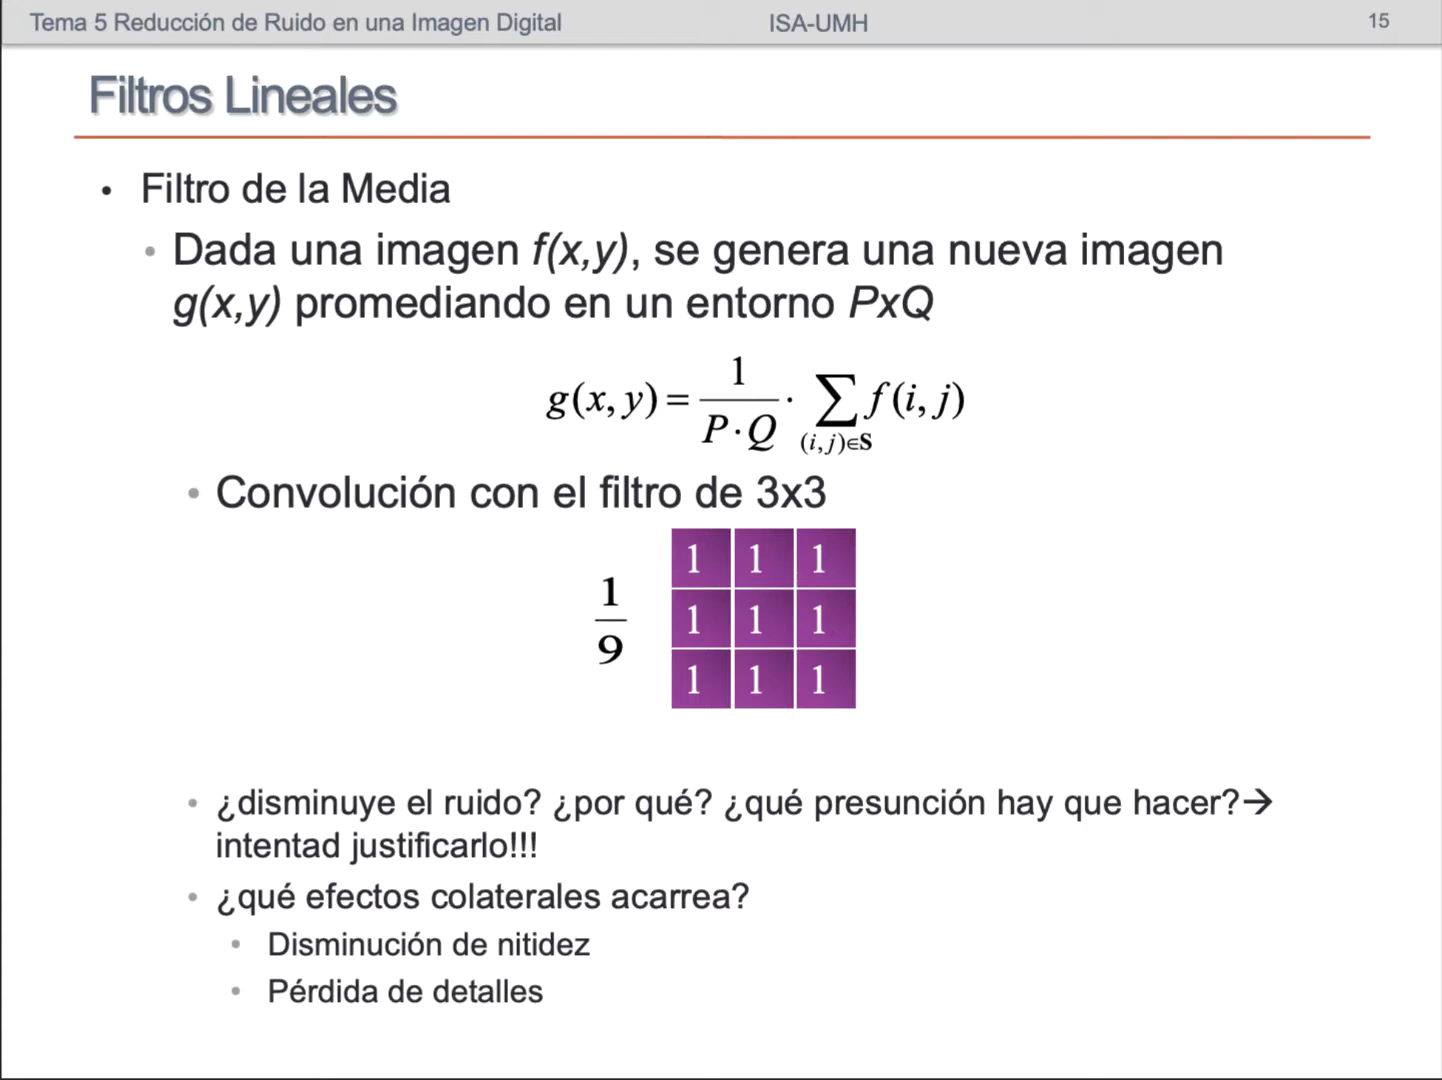 Tema 5 Reducción de Ruido en una Imagen Digital ISA-UMH 15
Filtros Lineales
• Filtro de la Media
• Dada una imagen f(x,y), se genera una nueva imagen
g(x,y) promediando en un entorno PxQ
g(x, y) = 1/(P·Q) · ∑_{(i,j)∈S} f(i, j)
• Convolución con el filtro de 3x3
1/9
1 1 1
1 1 1
1 1 1
• ¿disminuye el ruido? ¿por qué? ¿qué presunción hay que hacer?→
intentad justificarlo!!!
• ¿qué efectos colaterales acarrea?
• Disminución de nitidez
• Pérdida de detalles